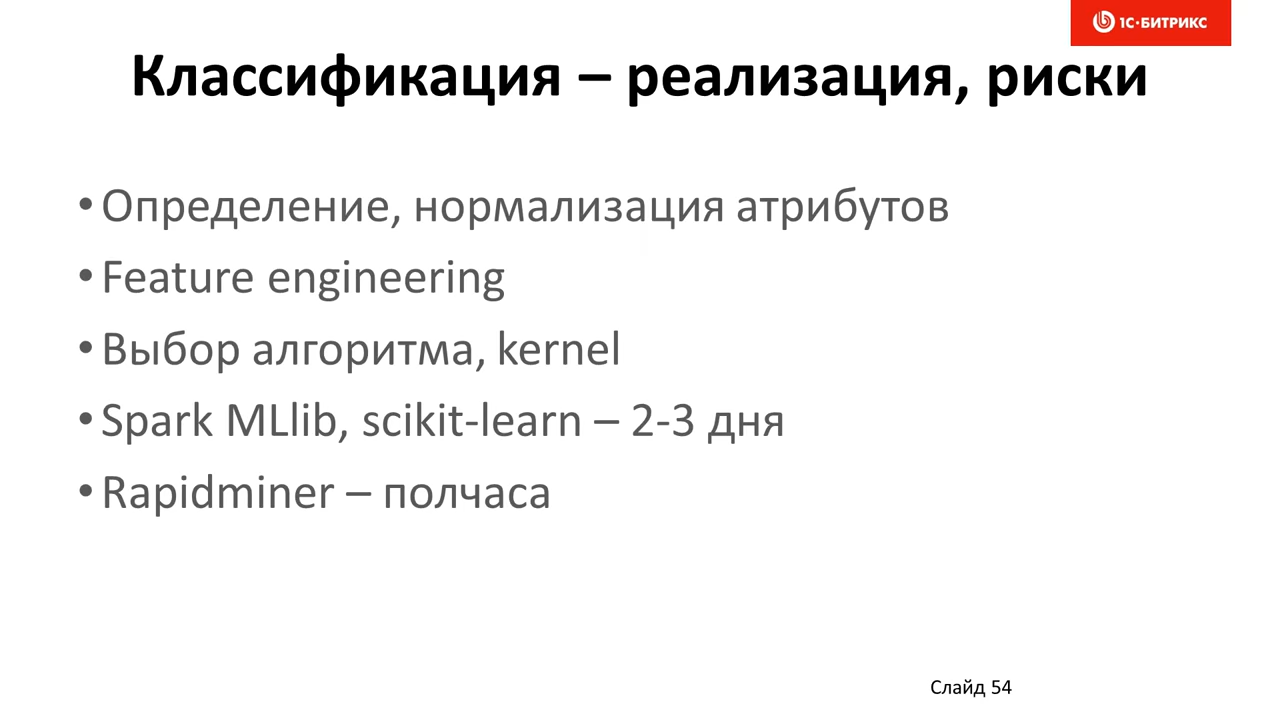 1С-БИТРИКС
Классификация – реализация, риски
• Определение, нормализация атрибутов
• Feature engineering
• Выбор алгоритма, kernel
• Spark MLlib, scikit-learn – 2-3 дня
• Rapidminer – полчаса
Слайд 54